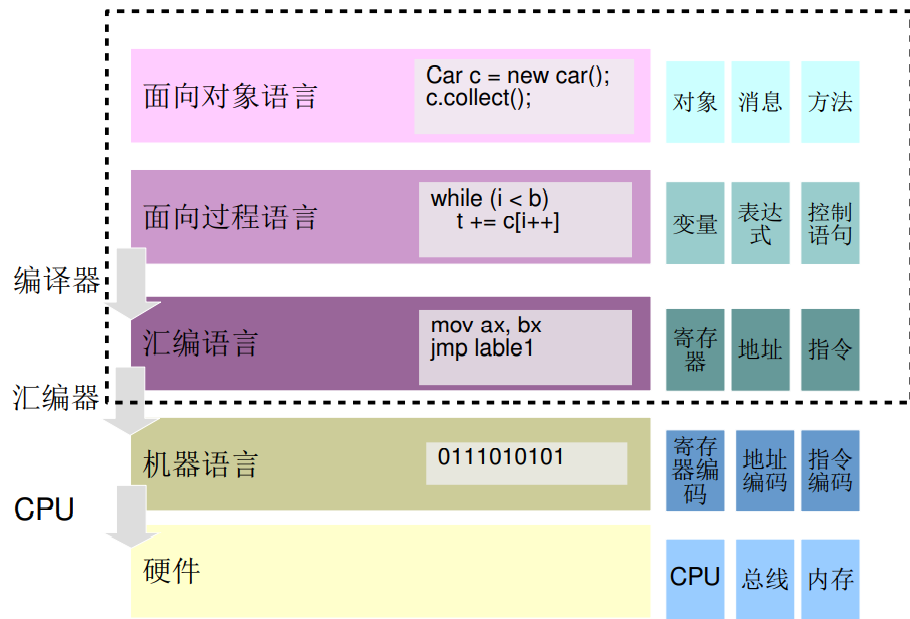 面向对象语言
Car c = new car();
c.collect();
对象
消息
方法
面向过程语言
while (i < b)
t += c[i++]
变量
表达
式
控制
语句
编译器
汇编语言
mov ax, bx
jmp lable1
寄存
器
地址
指令
汇编器
机器语言
0111010101
寄存
器编
码
地址
编码
指令
编码
CPU
硬件
CPU
总线
内存